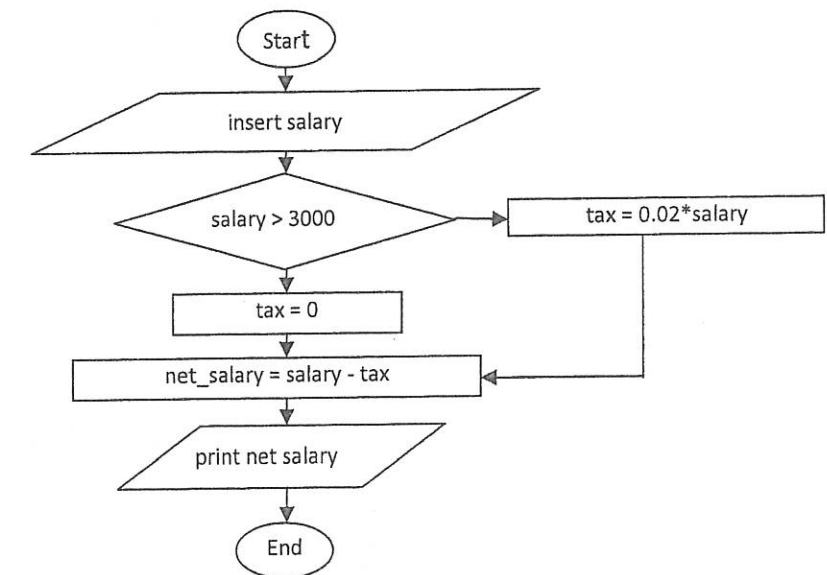 Start
insert salary
salary > 3000
tax = 0.02*salary
tax = 0
net_salary = salary - tax
print net salary
End